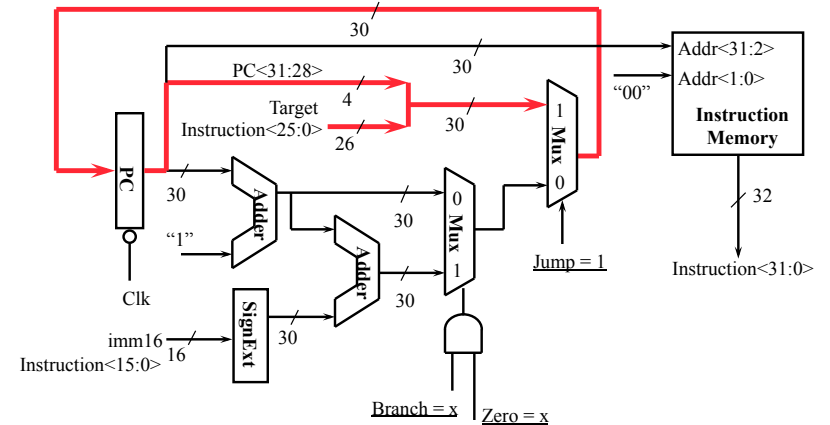 30
30
Addr<31:2>
PC<31:28>
4
Addr<1:0>
“00”
Target
Instruction<25:0>
26
30
1
Mux
0
Instruction
Memory
PC
30
Adder
“1”
30
0
Mux
1
Adder
30
32
Jump = 1
Instruction<31:0>
Clk
SignExt
30
imm16
16
Instruction<15:0>
Branch = x
Zero = x